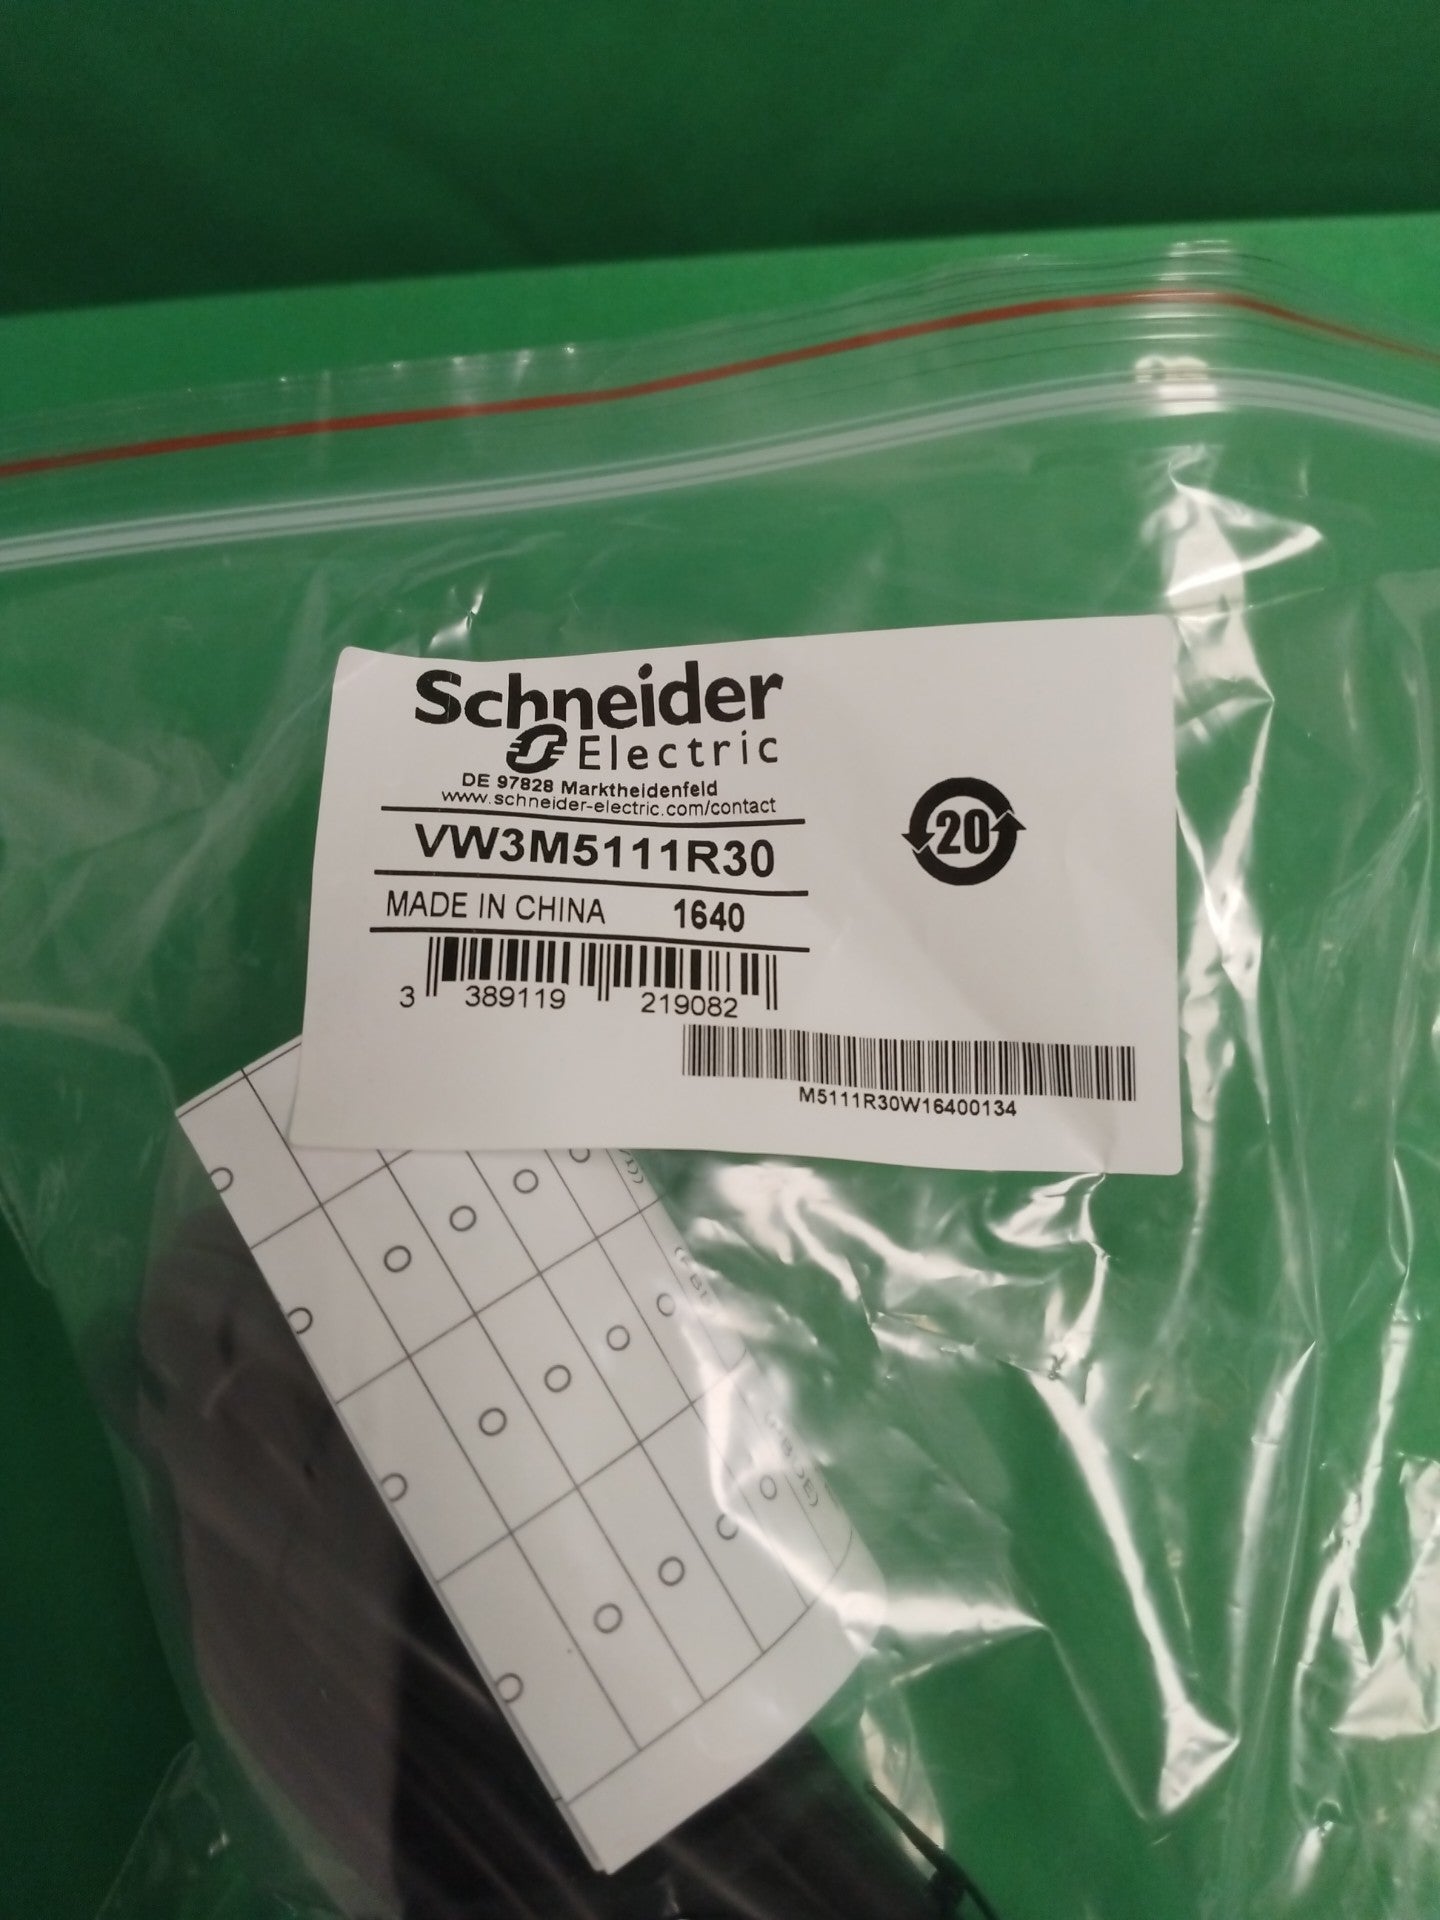 Schneider
Electric
DE 97828 Marktheidenfeld
www.schneider-electric.com/contact
VW3M5111R30
20
MADE IN CHINA 1640
3 389119 219082
M5111R30W16400134